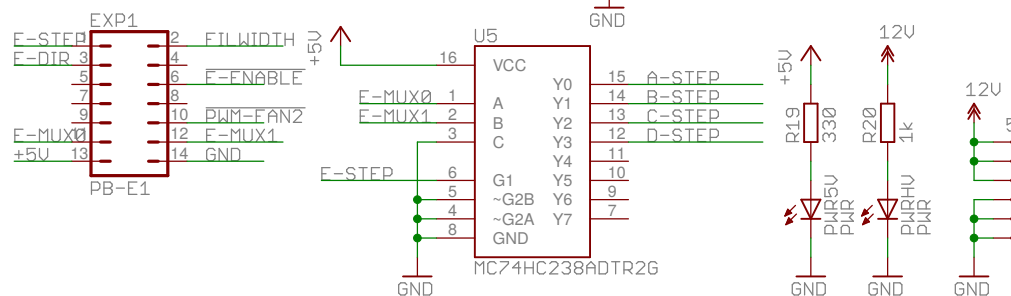 GND
EXP1
E-STEP 1 2 FILWIDTH
E-DIR 3 4
5 6 E-ENABLE
7 8
9 10 PWM-FAN2
E-MUX0 11 12 E-MUX1
+5V 13 14 GND
PB-E1
+5V
U5
16 VCC
Y0 15 A-STEP
E-MUX0 1 A Y1 14 B-STEP
E-MUX1 2 B Y2 13 C-STEP
3 C Y3 12 D-STEP
Y4 11
E-STEP 6 G1 Y5 10
5 ~G2B Y6 9
4 ~G2A Y7 7
8 GND
MC74HC238ADTR2G
GND
+5V
R19
330
PWR5V
PWR
GND
12V
R20
1k
PWRHV
PWR
GND
12V
GND